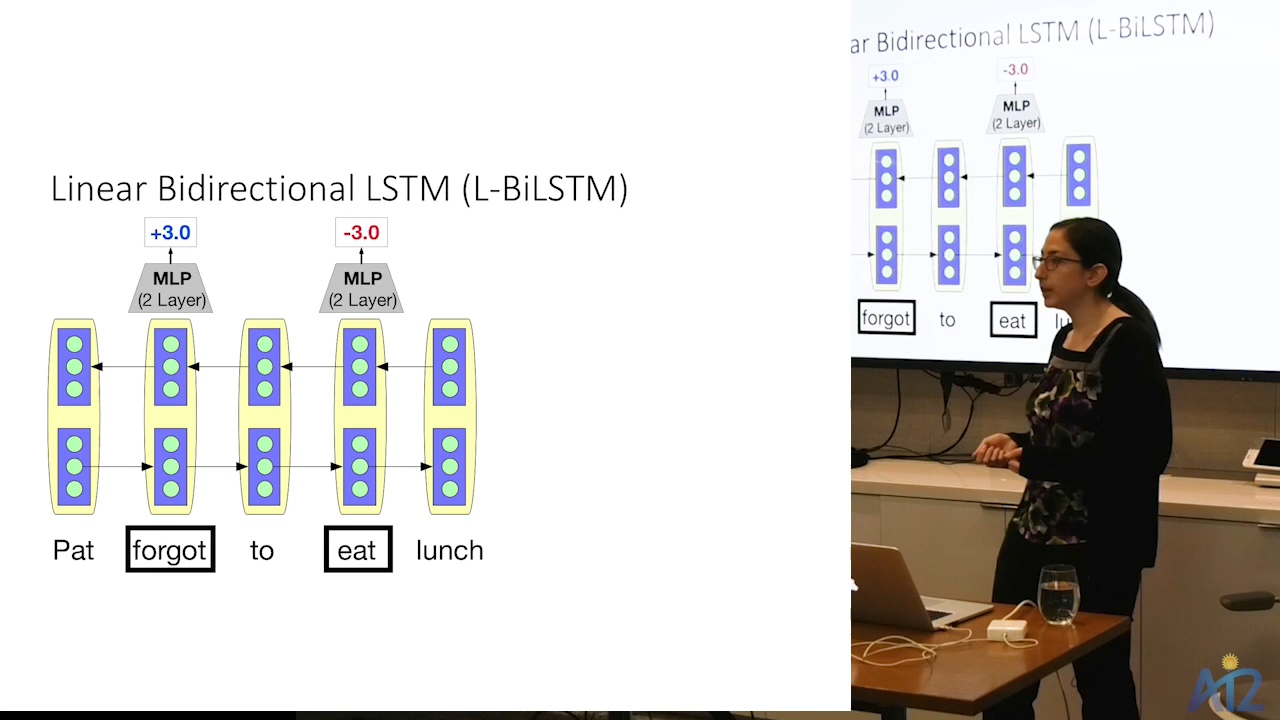 Linear Bidirectional LSTM (L-BiLSTM)
+3.0 -3.0
MLP MLP
(2 Layer) (2 Layer)
Pat forgot to eat lunch
ar Bidirectional LSTM (L-BiLSTM)
+3.0 -3.0
MLP MLP
(2 Layer) (2 Layer)
forgot to eat lu
AI2